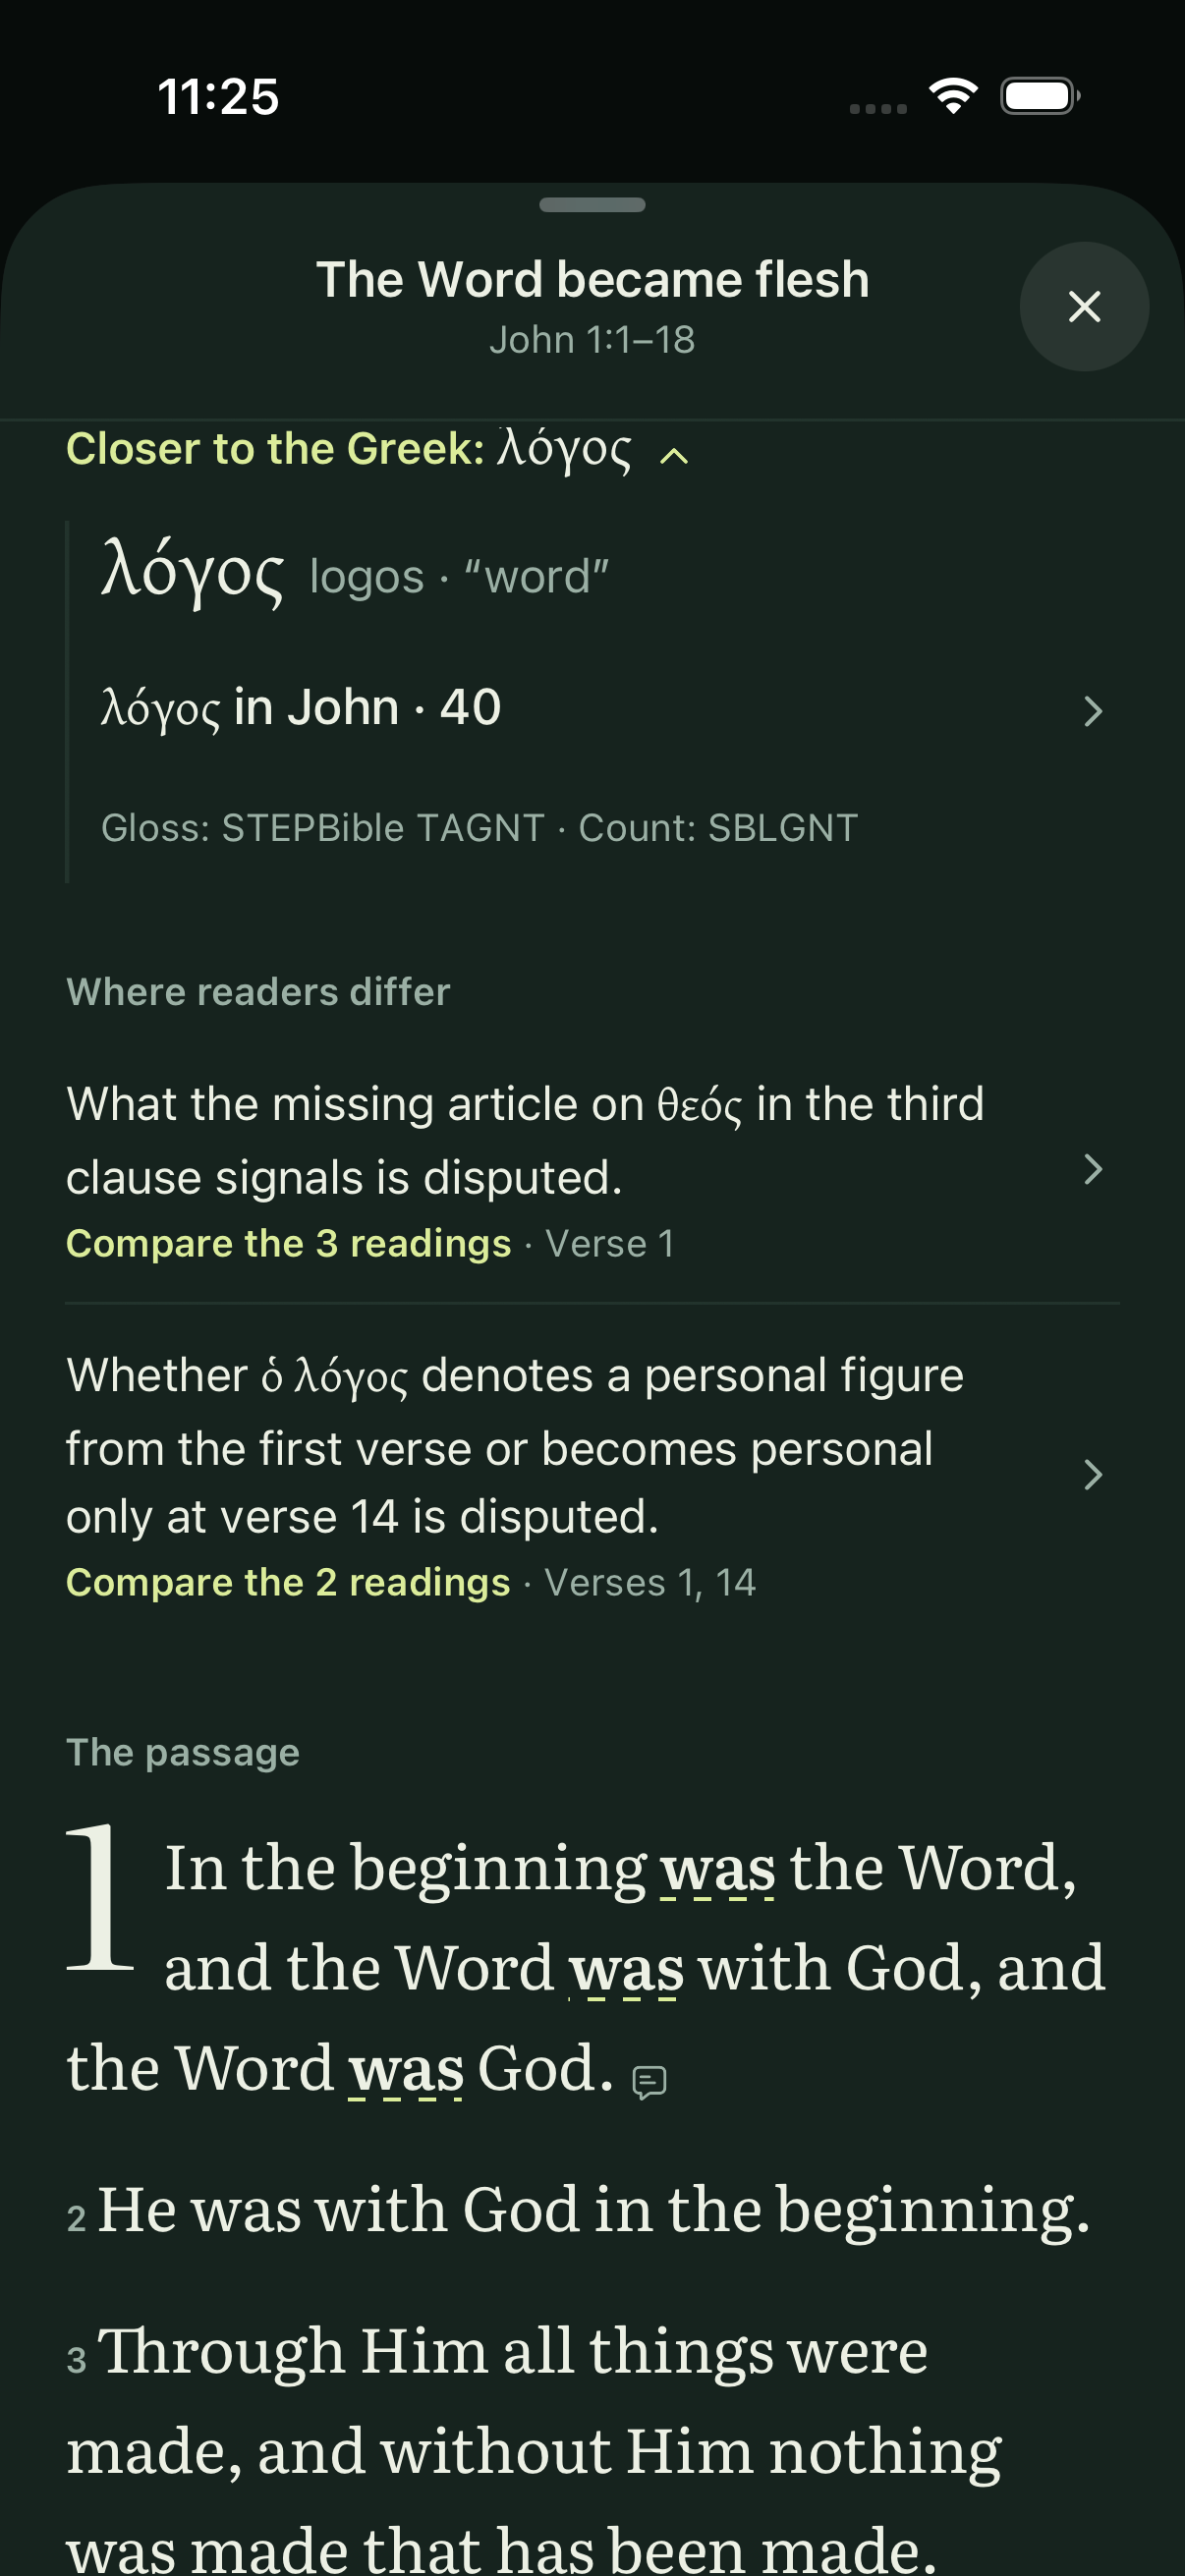 11:25
The Word became flesh
John 1:1–18
Closer to the Greek: λόγος
λόγος logos · “word”
λόγος in John · 40
Gloss: STEPBible TAGNT · Count: SBLGNT
Where readers differ
What the missing article on θεός in the third
clause signals is disputed.
Compare the 3 readings · Verse 1
Whether ὁ λόγος denotes a personal figure
from the first verse or becomes personal
only at verse 14 is disputed.
Compare the 2 readings · Verses 1, 14
The passage
1 In the beginning was the Word,
and the Word was with God, and
the Word was God.
2 He was with God in the beginning.
3 Through Him all things were
made, and without Him nothing
was made that has been made.